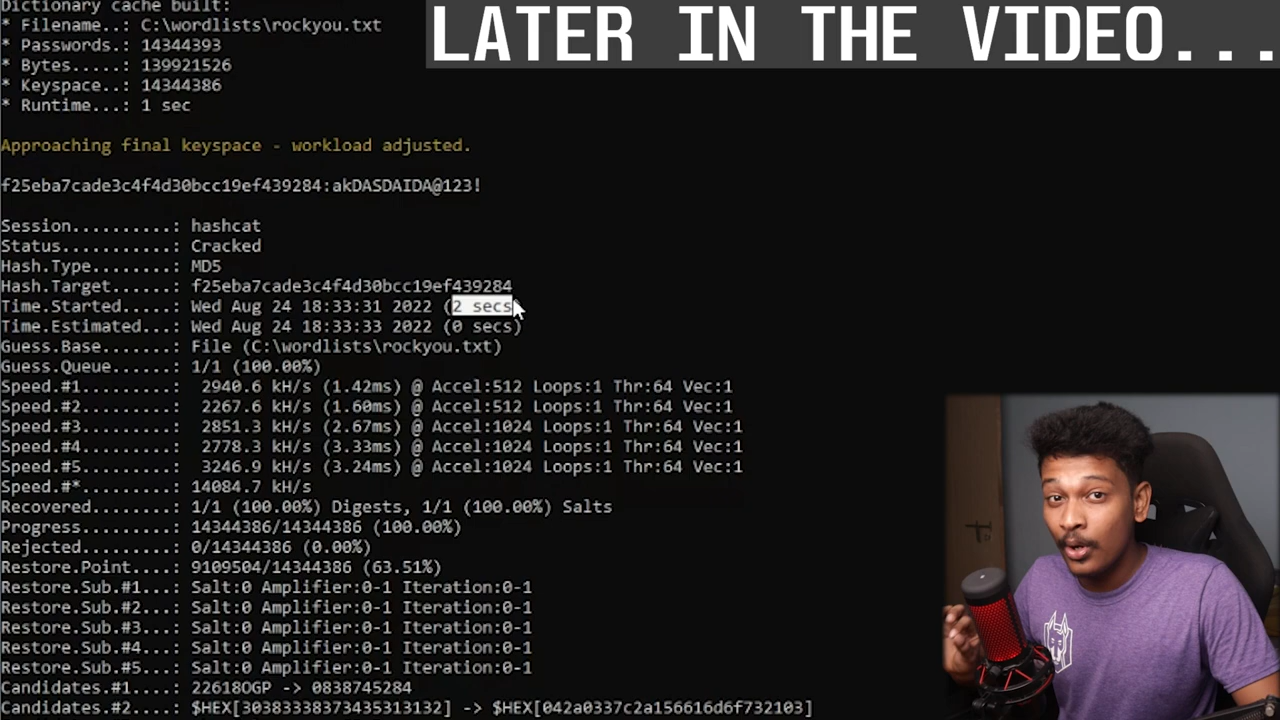 LATER IN THE VIDEO...
Dictionary cache built:
* Filename..: C:\wordlists\rockyou.txt
* Passwords.: 14344393
* Bytes.....: 139921526
* Keyspace..: 14344386
* Runtime...: 1 sec
Approaching final keyspace - workload adjusted.
f25eba7cade3c4f4d30bcc19ef439284:akDASDAIDA@123!
Session..........: hashcat
Status...........: Cracked
Hash.Type........: MD5
Hash.Target......: f25eba7cade3c4f4d30bcc19ef439284
Time.Started.....: Wed Aug 24 18:33:31 2022 (2 secs)
Time.Estimated...: Wed Aug 24 18:33:33 2022 (0 secs)
Guess.Base.......: File (C:\wordlists\rockyou.txt)
Guess.Queue......: 1/1 (100.00%)
Speed.#1.........:  2940.6 kH/s (1.42ms) @ Accel:512 Loops:1 Thr:64 Vec:1
Speed.#2.........:  2267.6 kH/s (1.60ms) @ Accel:512 Loops:1 Thr:64 Vec:1
Speed.#3.........:  2851.3 kH/s (2.67ms) @ Accel:1024 Loops:1 Thr:64 Vec:1
Speed.#4.........:  2778.3 kH/s (3.33ms) @ Accel:1024 Loops:1 Thr:64 Vec:1
Speed.#5.........:  3246.9 kH/s (3.24ms) @ Accel:1024 Loops:1 Thr:64 Vec:1
Speed.#*.........: 14084.7 kH/s
Recovered........: 1/1 (100.00%) Digests, 1/1 (100.00%) Salts
Progress.........: 14344386/14344386 (100.00%)
Rejected.........: 0/14344386 (0.00%)
Restore.Point....: 9109504/14344386 (63.51%)
Restore.Sub.#1...: Salt:0 Amplifier:0-1 Iteration:0-1
Restore.Sub.#2...: Salt:0 Amplifier:0-1 Iteration:0-1
Restore.Sub.#3...: Salt:0 Amplifier:0-1 Iteration:0-1
Restore.Sub.#4...: Salt:0 Amplifier:0-1 Iteration:0-1
Restore.Sub.#5...: Salt:0 Amplifier:0-1 Iteration:0-1
Candidates.#1....: 22618OGP -> 0838745284
Candidates.#2....: $HEX[30383338373435313132] -> $HEX[042a0337c2a156616d6f732103]